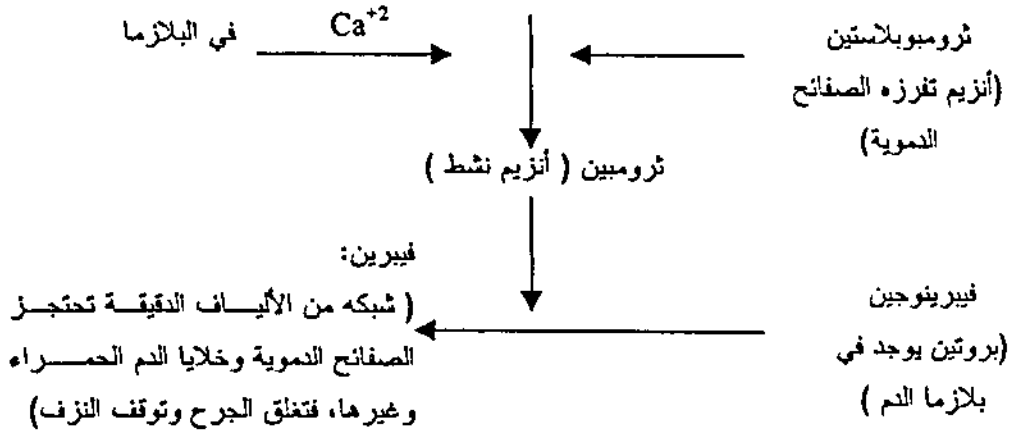 ثرومبوبلاستين
(أنزيم تفرزه الصفائح
الدموية)
Ca+2
في البلازما
ثرومبين ( أنزيم نشط )
فيبرينوجين
(بروتين يوجد في
بلازما الدم )
فيبرين:
( شبكه من الألياف الدقيقة تحتجز
الصفائح الدموية وخلايا الدم الحمراء
وغيرها، فتغلق الجرح وتوقف النزف)